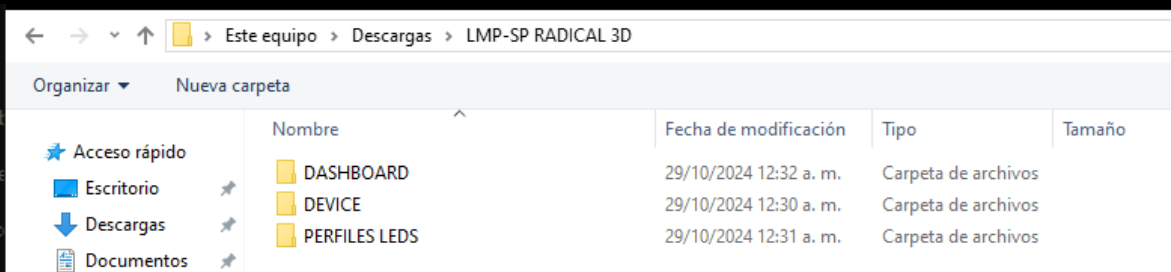 Este equipo > Descargas > LMP-SP RADICAL 3D
Organizar Nueva carpeta
Nombre Fecha de modificación Tipo Tamaño
Acceso rápido
Escritorio
Descargas
Documentos
DASHBOARD 29/10/2024 12:32 a. m. Carpeta de archivos
DEVICE 29/10/2024 12:30 a. m. Carpeta de archivos
PERFILES LEDS 29/10/2024 12:31 a. m. Carpeta de archivos